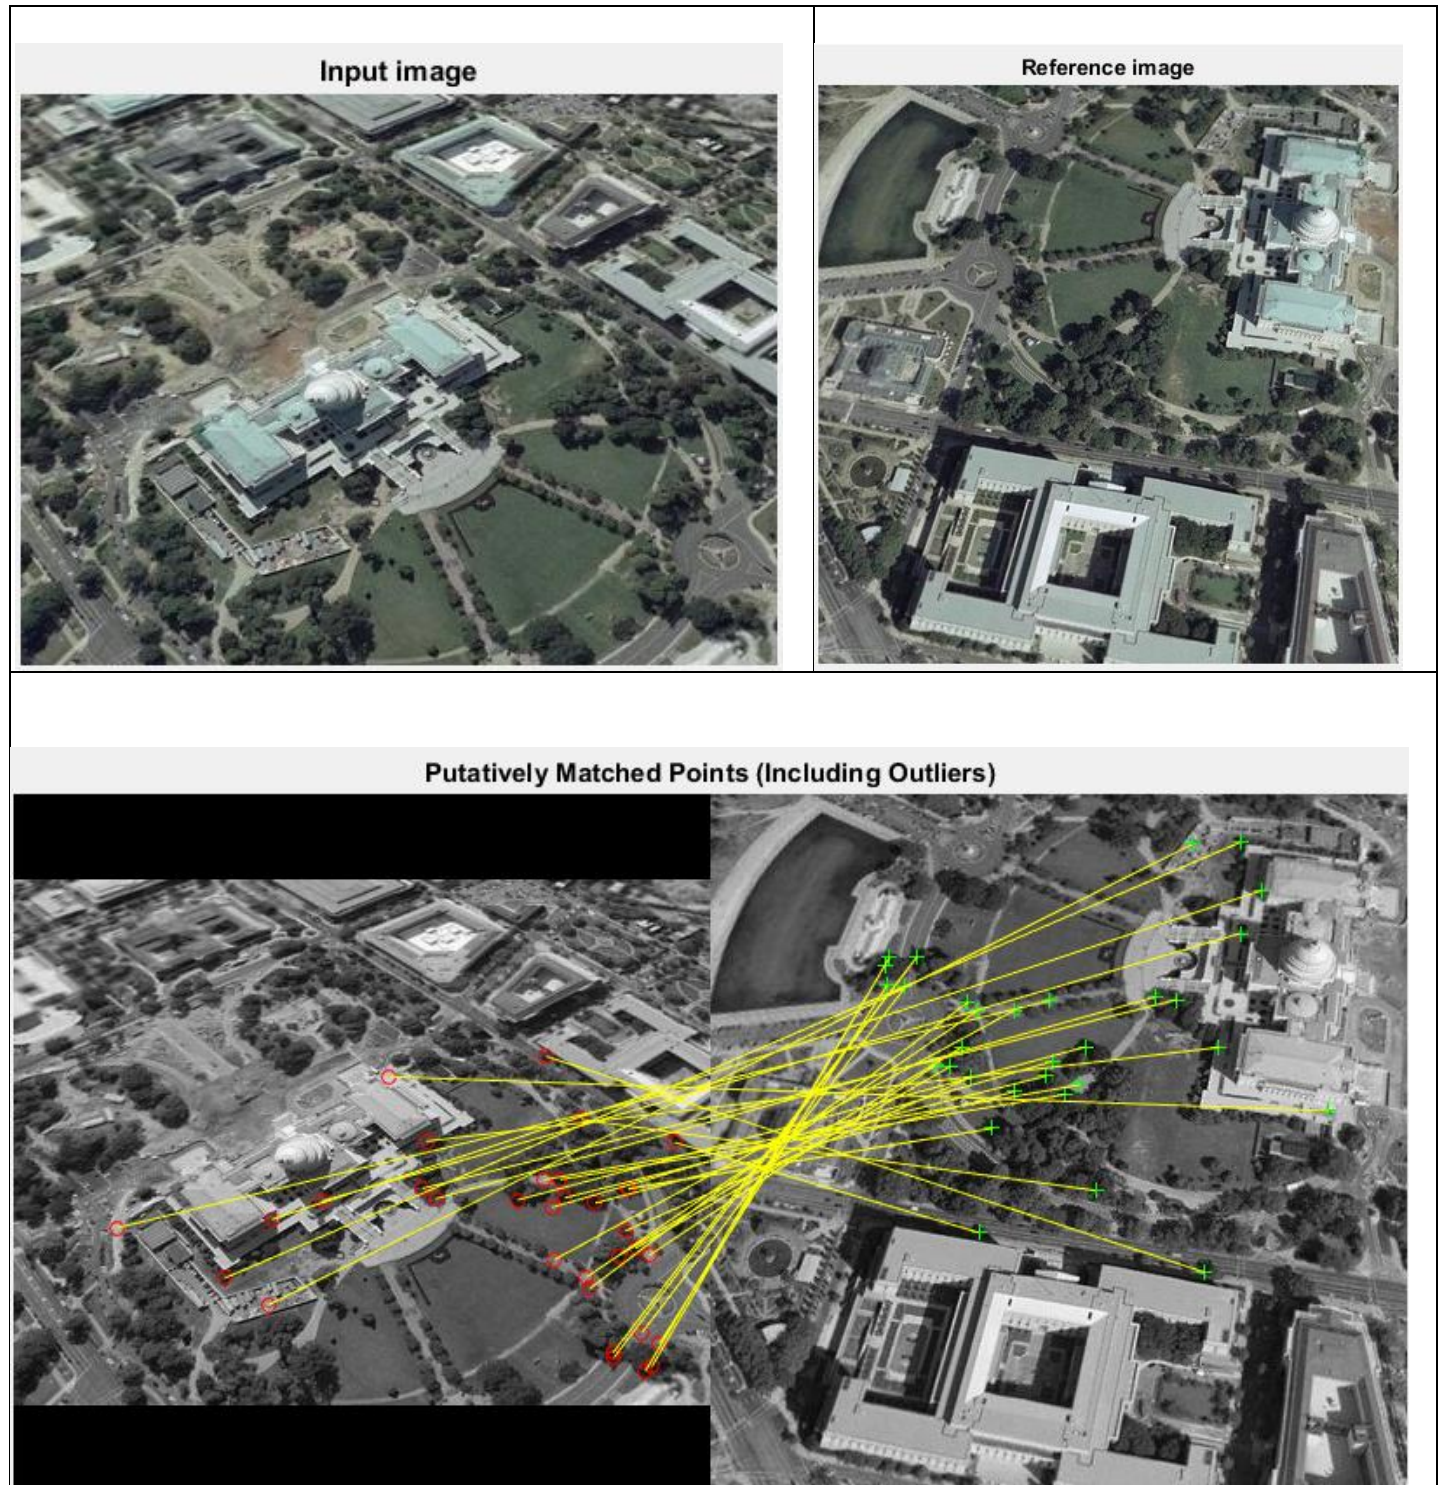 Input image
Reference image
Putatively Matched Points (Including Outliers)